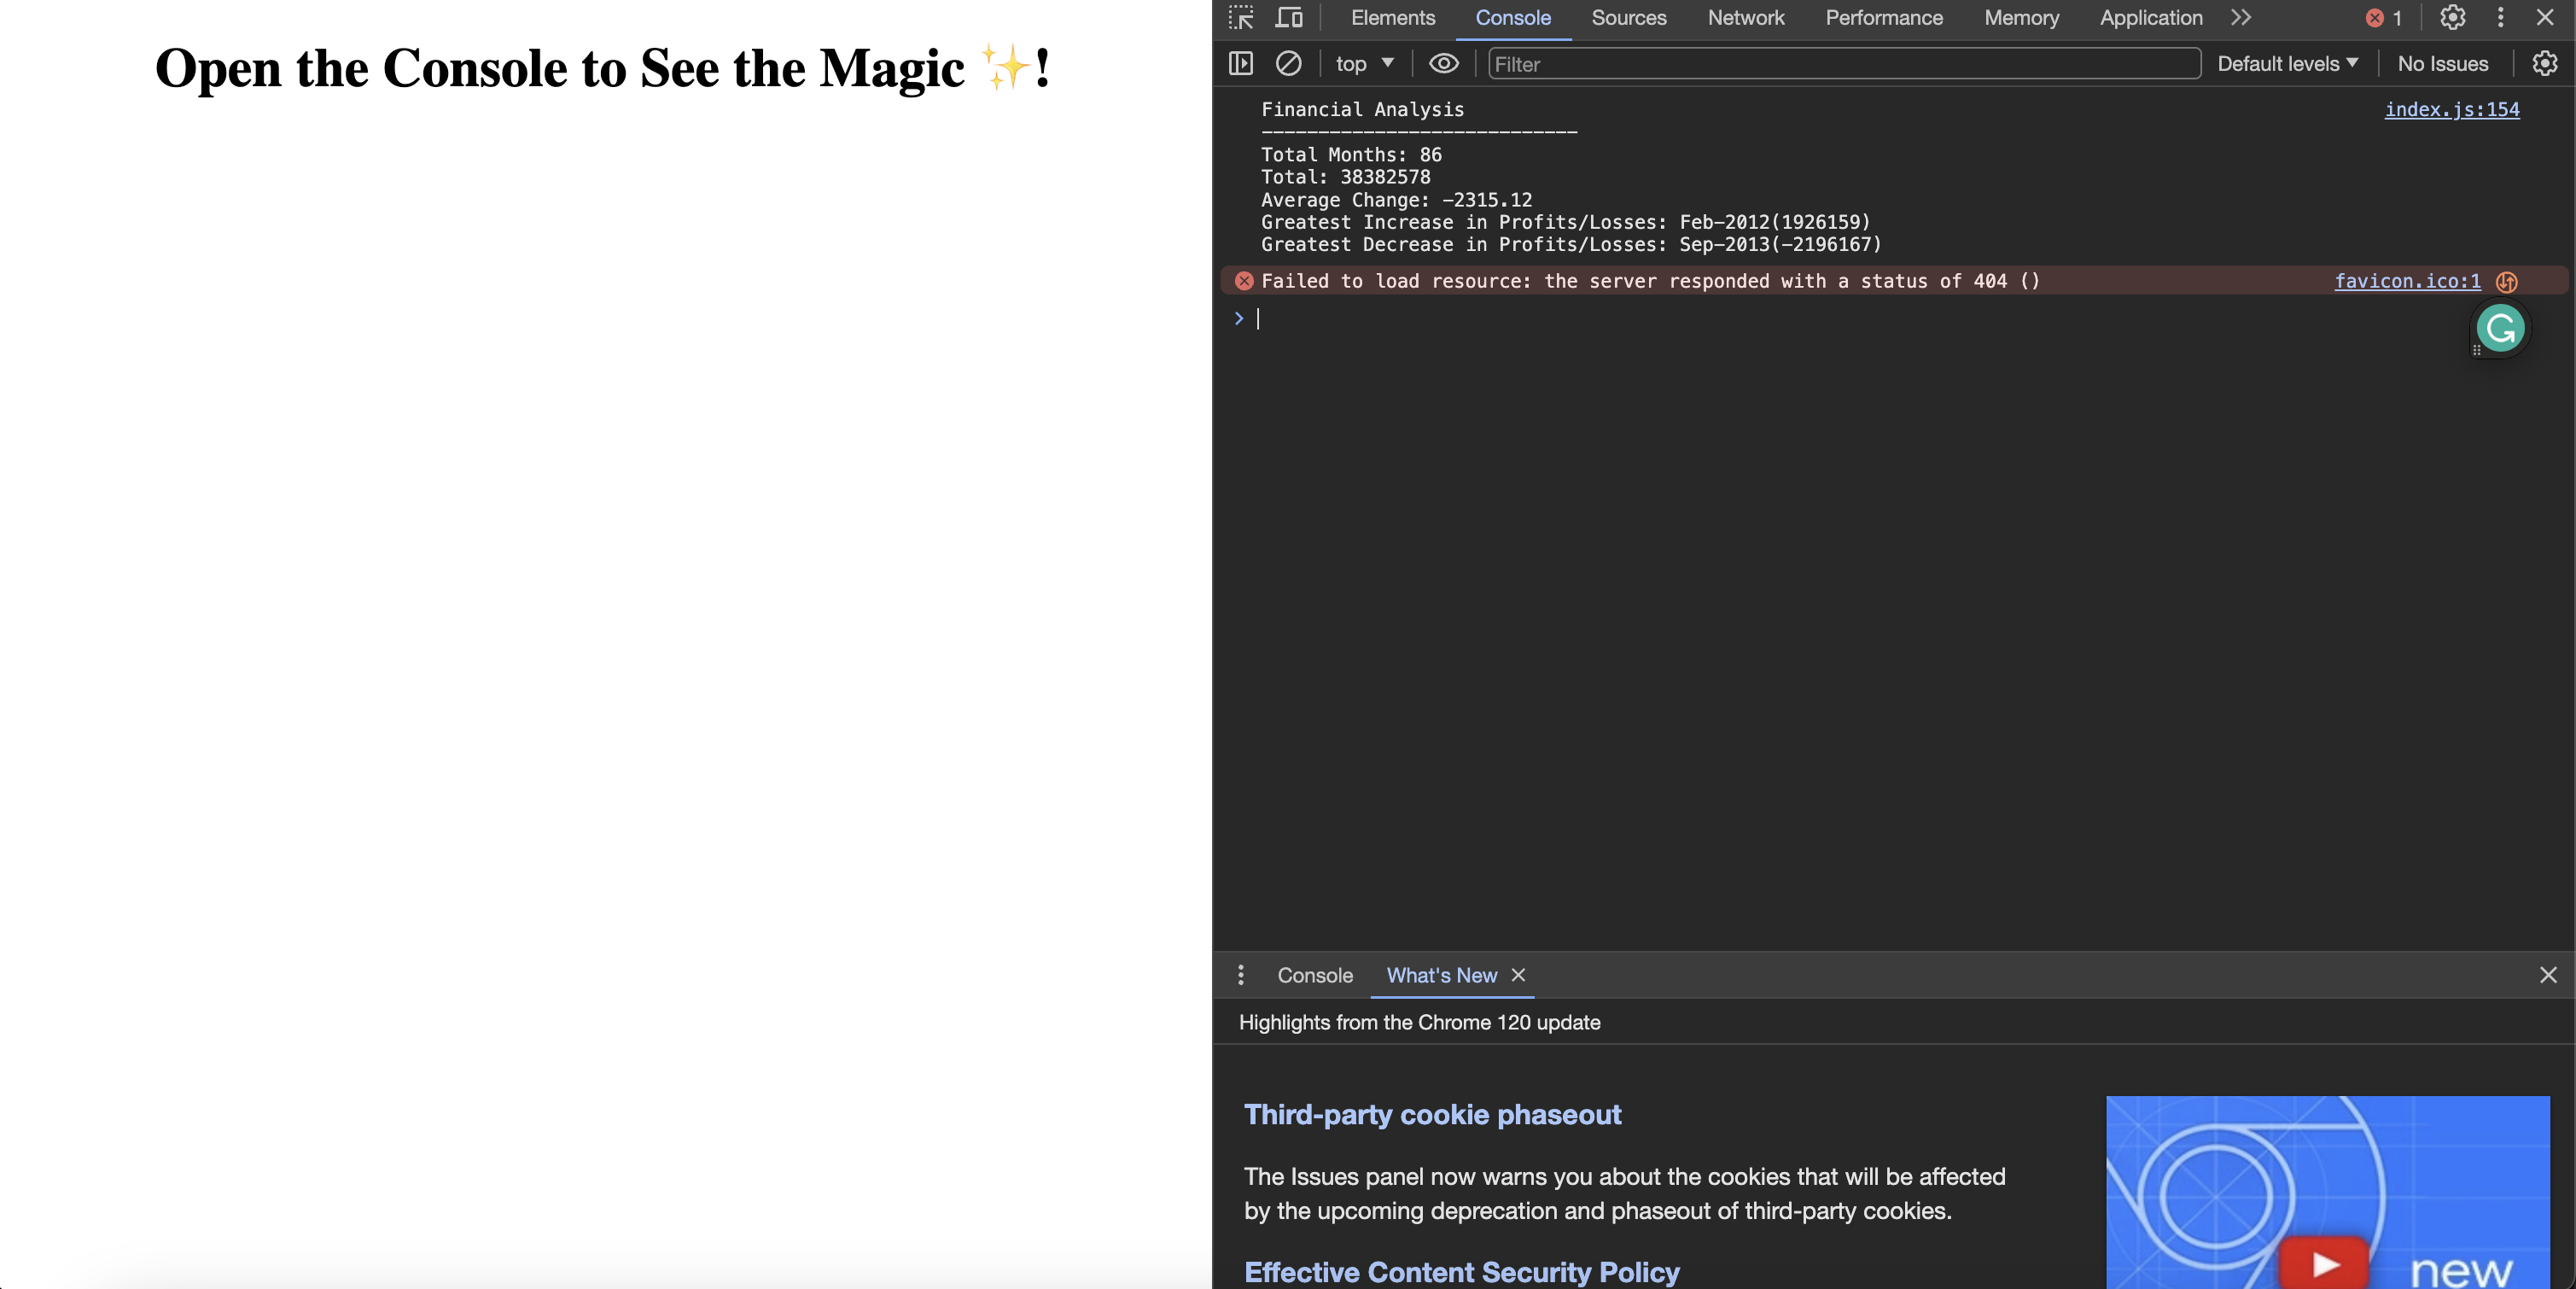 Open the Console to See the Magic ✨!
Elements Console Sources Network Performance Memory Application 1
top Filter Default levels No Issues
Financial Analysis index.js:154
----------------------------
Total Months: 86
Total: 38382578
Average Change: -2315.12
Greatest Increase in Profits/Losses: Feb-2012(1926159)
Greatest Decrease in Profits/Losses: Sep-2013(-2196167)
Failed to load resource: the server responded with a status of 404 () favicon.ico:1
Console What's New
Highlights from the Chrome 120 update
Third-party cookie phaseout
The Issues panel now warns you about the cookies that will be affected
by the upcoming deprecation and phaseout of third-party cookies.
Effective Content Security Policy
new